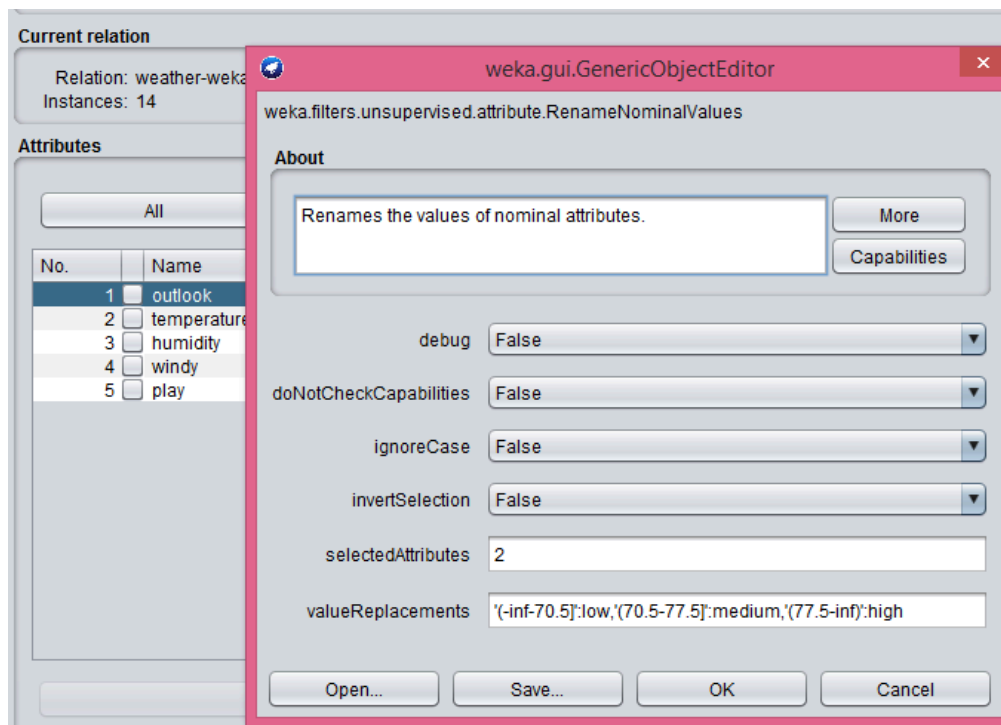 Current relation
Relation: weather-weka
Instances: 14
Attributes
All
No. Name
1 outlook
2 temperature
3 humidity
4 windy
5 play
weka.gui.GenericObjectEditor
weka.filters.unsupervised.attribute.RenameNominalValues
About
Renames the values of nominal attributes.
More
Capabilities
debug False
doNotCheckCapabilities False
ignoreCase False
invertSelection False
selectedAttributes 2
valueReplacements '(-inf-70.5]':low,'(70.5-77.5]':medium,'(77.5-inf)':high
Open... Save... OK Cancel